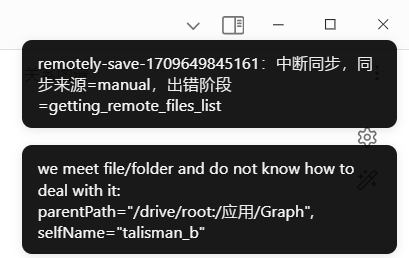 remotely-save-1709649845161：中断同步，同
步来源=manual，出错阶段
=getting_remote_files_list
we meet file/folder and do not know how to
deal with it:
parentPath="/drive/root:/应用/Graph",
selfName="talisman_b"